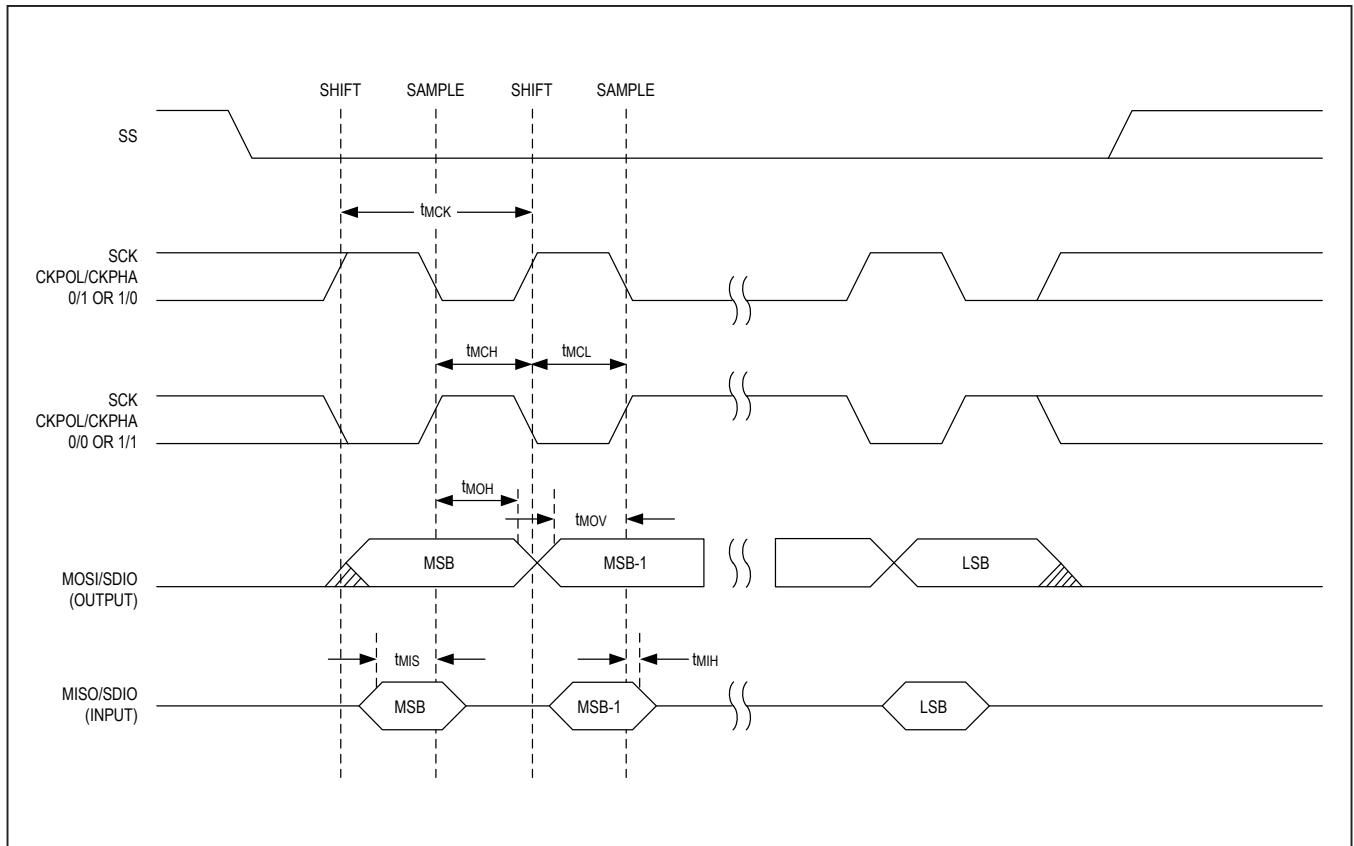 SHIFT SAMPLE SHIFT SAMPLE
SS
tMCK
SCK
CKPOL/CKPHA
0/1 OR 1/0
tMCH tMCL
SCK
CKPOL/CKPHA
0/0 OR 1/1
tMOH
tMOV
MOSI/SDIO
(OUTPUT)
MSB MSB-1 LSB
tMIS tMIH
MISO/SDIO
(INPUT)
MSB MSB-1 LSB